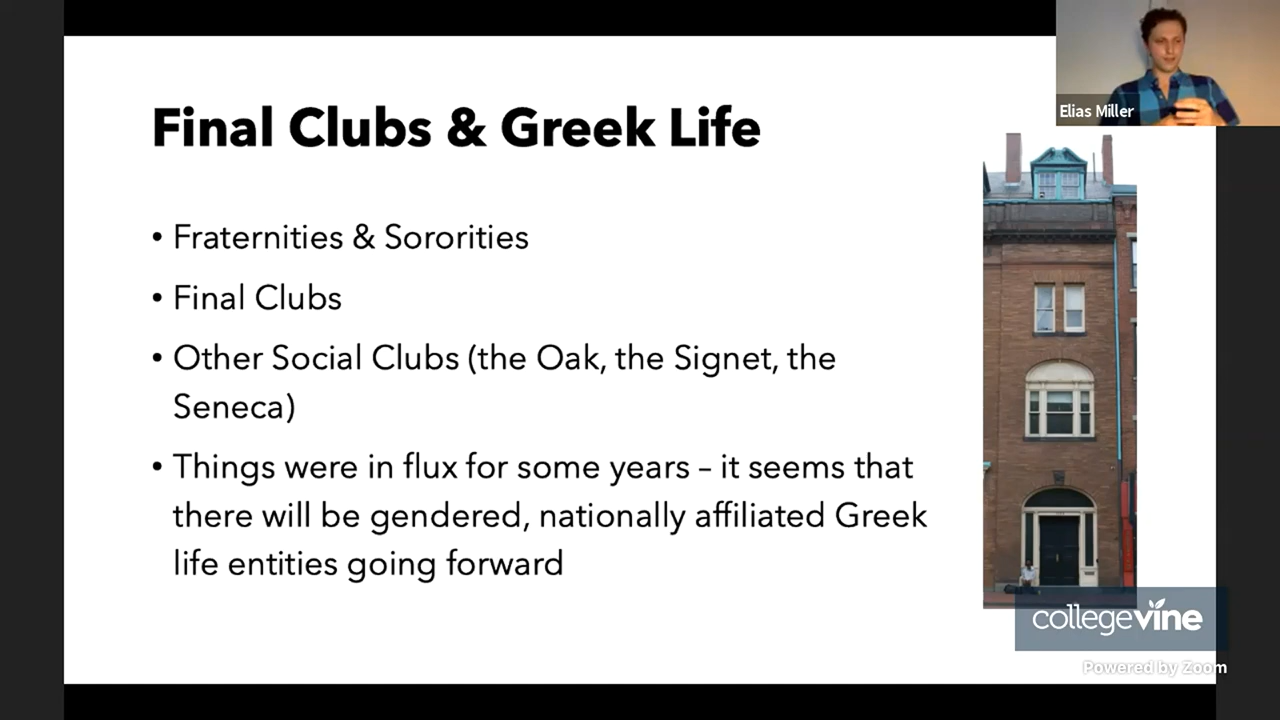 Elias Miller
Final Clubs & Greek Life
• Fraternities & Sororities
• Final Clubs
• Other Social Clubs (the Oak, the Signet, the
Seneca)
• Things were in flux for some years – it seems that
there will be gendered, nationally affiliated Greek
life entities going forward
collegevine
Powered by Zoom